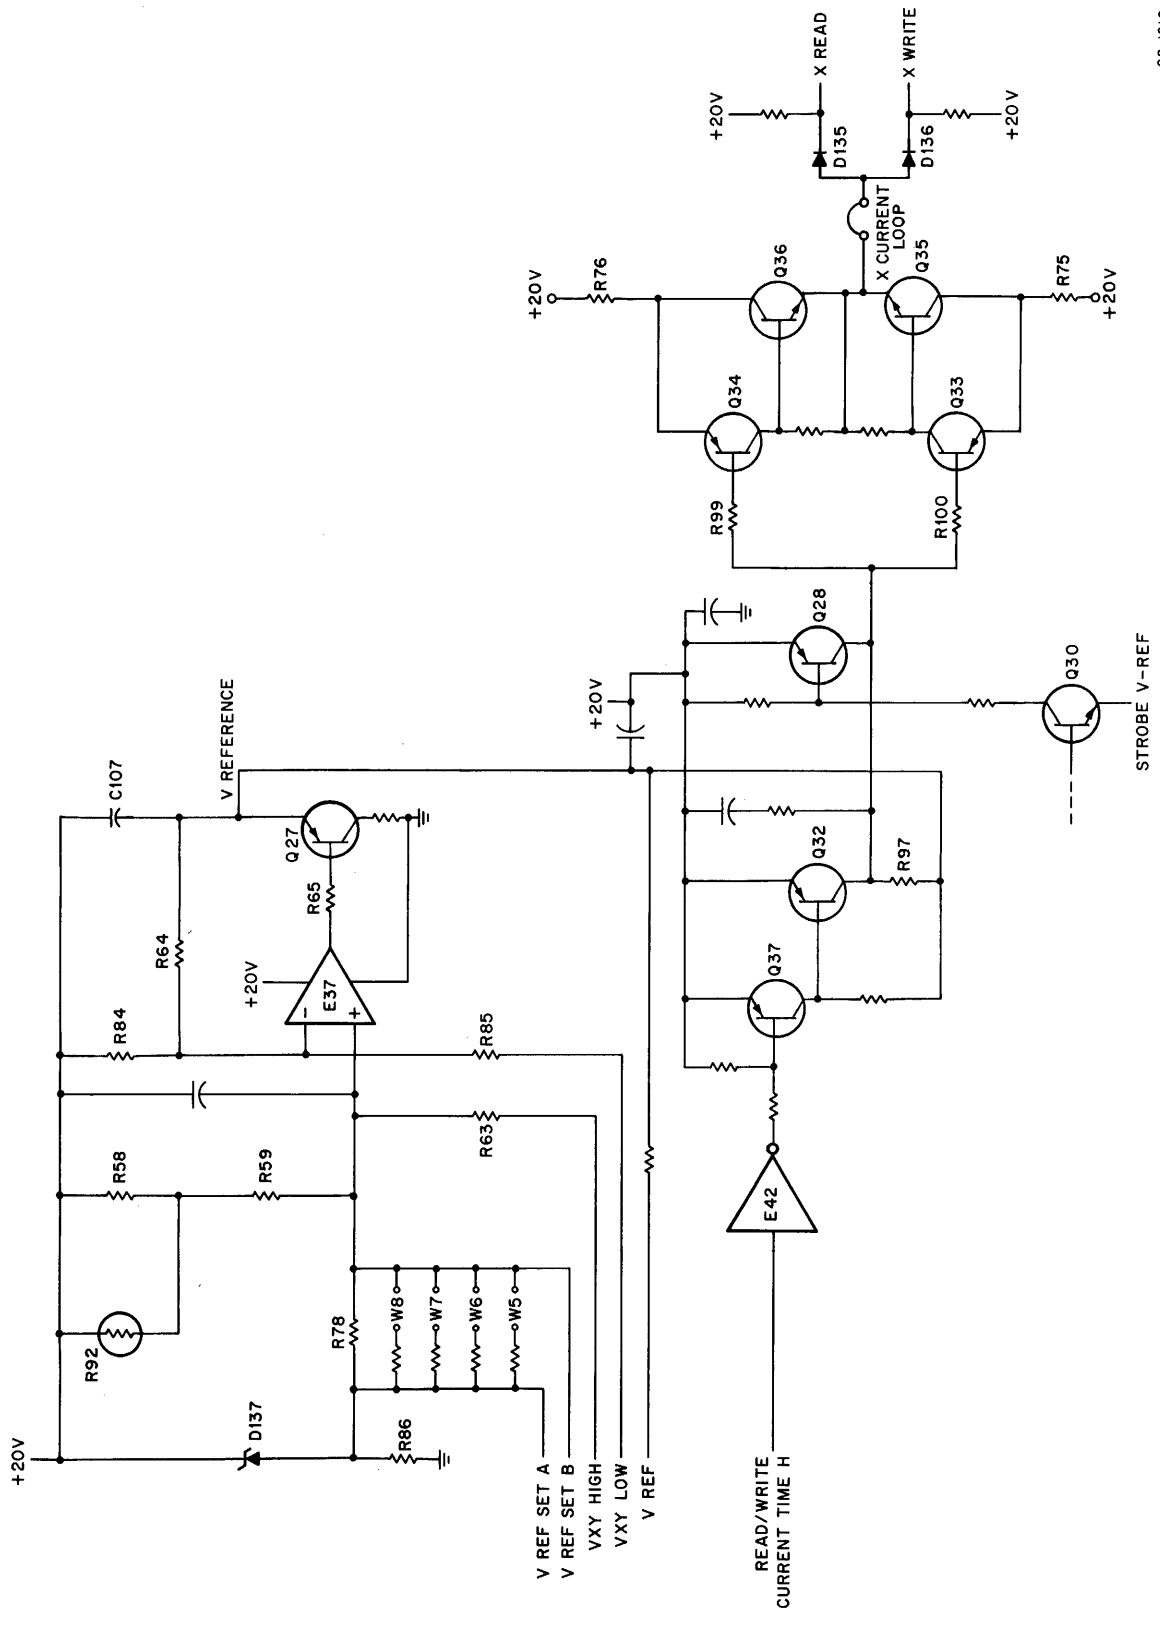 +20V
R92
D137
R86
R58
R59
R78
W8
W7
W6
W5
R84
R64
+20V
E37
-
+
R65
Q27
C107
V REFERENCE
R85
R63
V REF SET A
V REF SET B
VXY HIGH
VXY LOW
V REF
READ/WRITE
CURRENT TIME H
E42
Q37
Q32
R97
+20V
Q28
Q30
STROBE V-REF
R99
R100
Q34
Q33
+20V
R76
Q36
Q35
R75
+20V
X CURRENT
LOOP
D135
D136
+20V
+20V
X READ
X WRITE